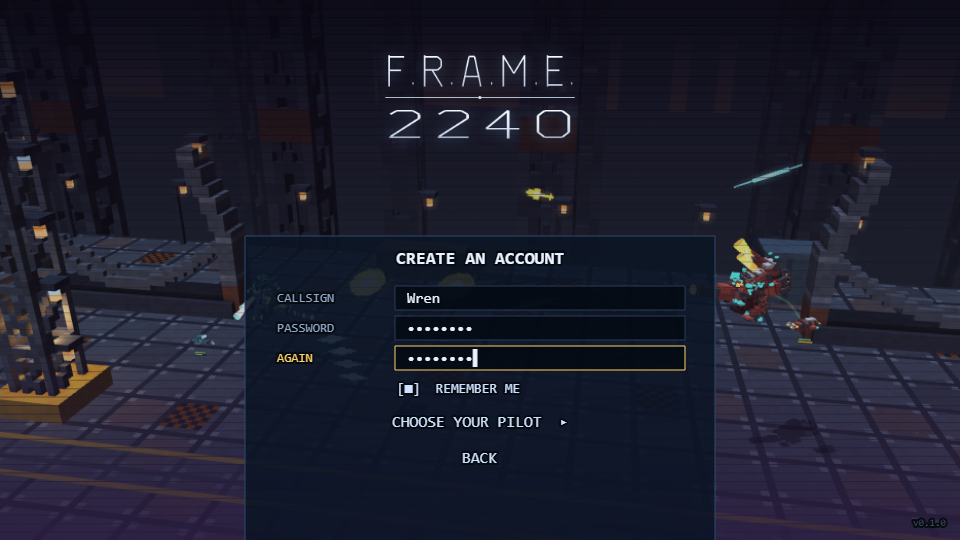 F.R.A.M.E.
2240
CREATE AN ACCOUNT
CALLSIGN Wren
PASSWORD ••••••••
AGAIN ••••••••
[■] REMEMBER ME
CHOOSE YOUR PILOT ▸
BACK
v0.1.0